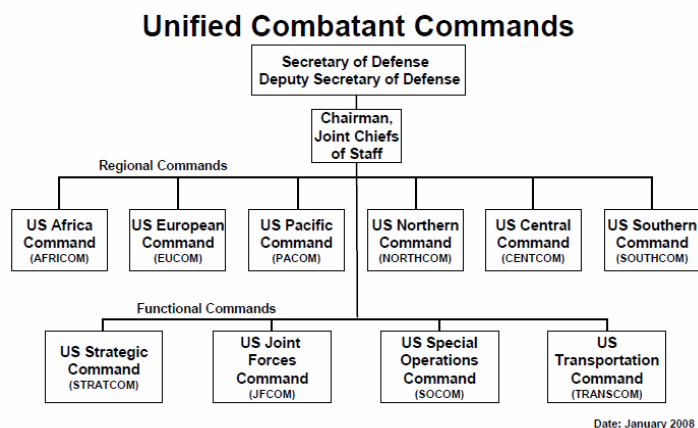 Unified Combatant Commands
Secretary of Defense
Deputy Secretary of Defense
Chairman,
Joint Chiefs
of Staff
Regional Commands
US Africa
Command
(AFRICOM)
US European
Command
(EUCOM)
US Pacific
Command
(PACOM)
US Northern
Command
(NORTHCOM)
US Central
Command
(CENTCOM)
US Southern
Command
(SOUTHCOM)
Functional Commands
US Strategic
Command
(STRATCOM)
US Joint
Forces
Command
(JFCOM)
US Special
Operations
Command
(SOCOM)
US
Transportation
Command
(TRANSCOM)
Date: January 2008